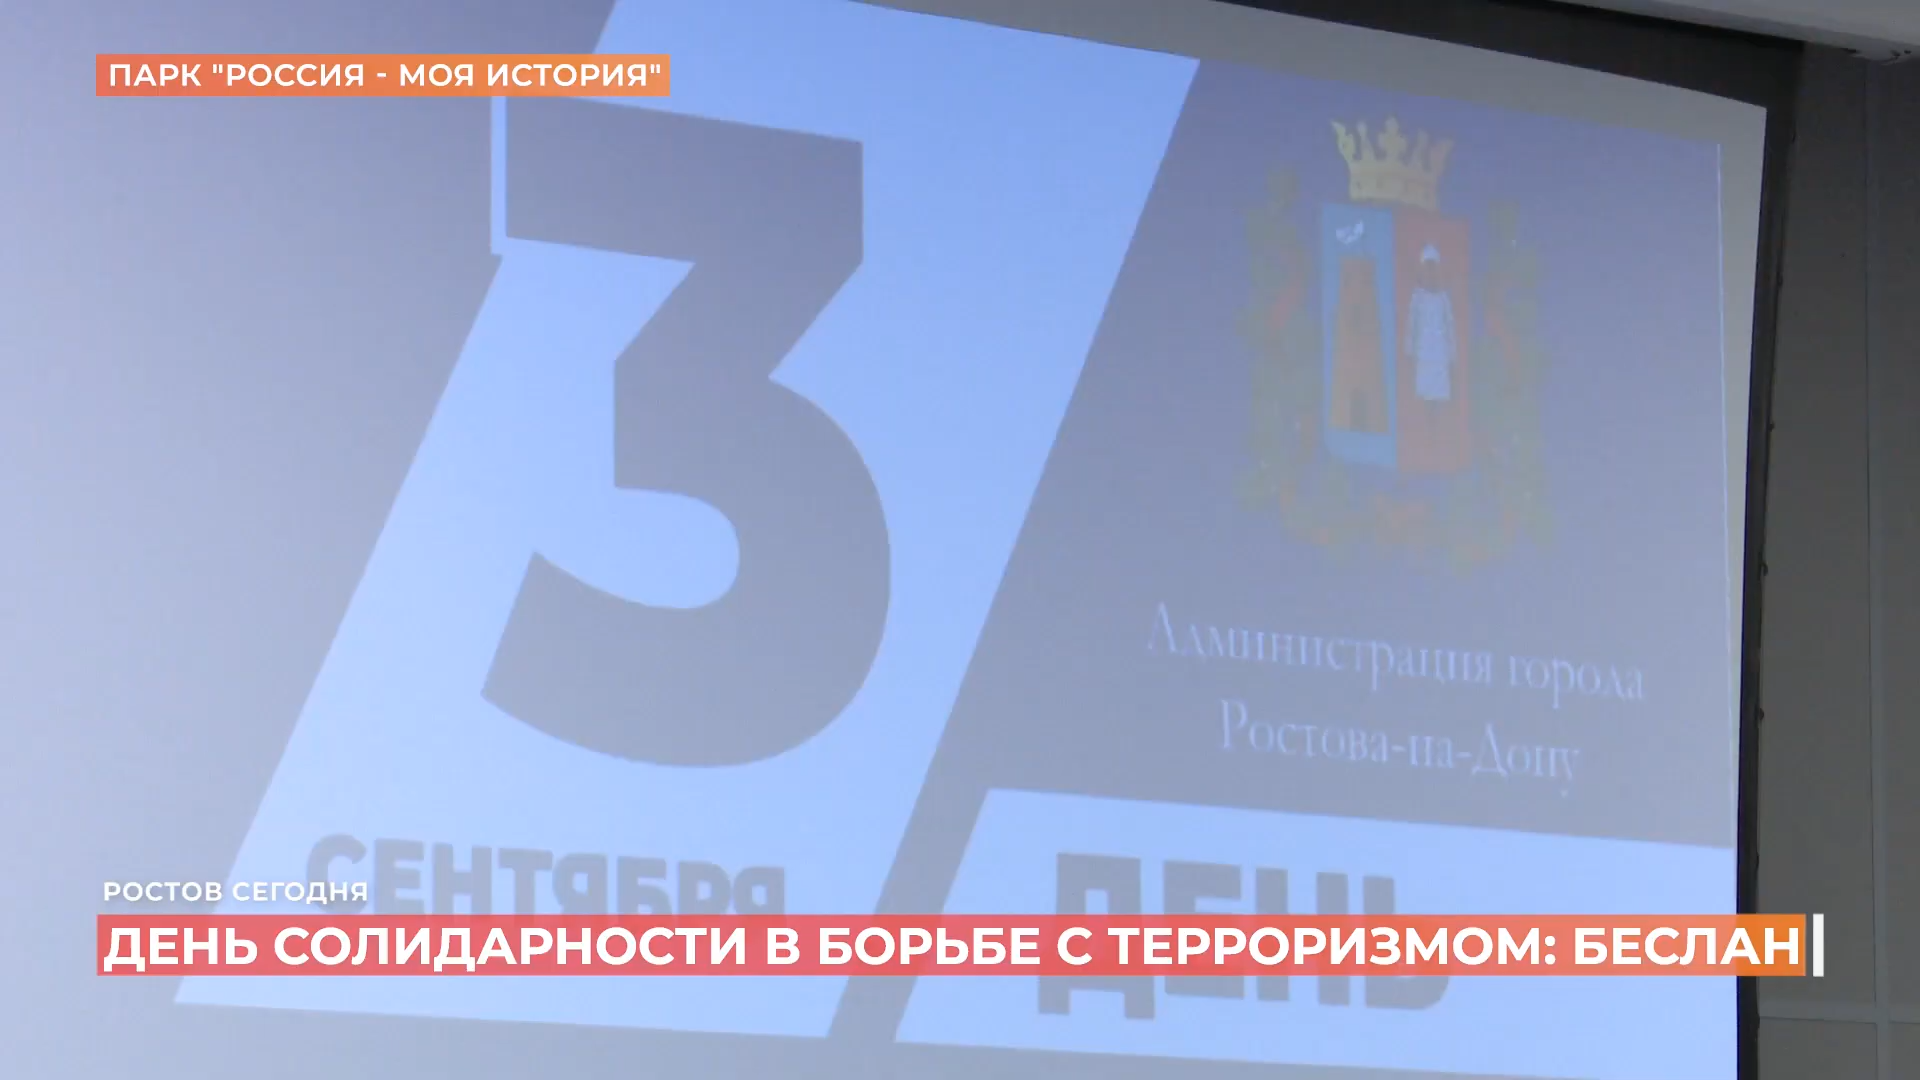 ПАРК "РОССИЯ - МОЯ ИСТОРИЯ"
3
Администрация города
Ростова-на-Дону
СЕНТЯБРЯ
ДЕНЬ
РОСТОВ СЕГОДНЯ
ДЕНЬ СОЛИДАРНОСТИ В БОРЬБЕ С ТЕРРОРИЗМОМ: БЕСЛАН